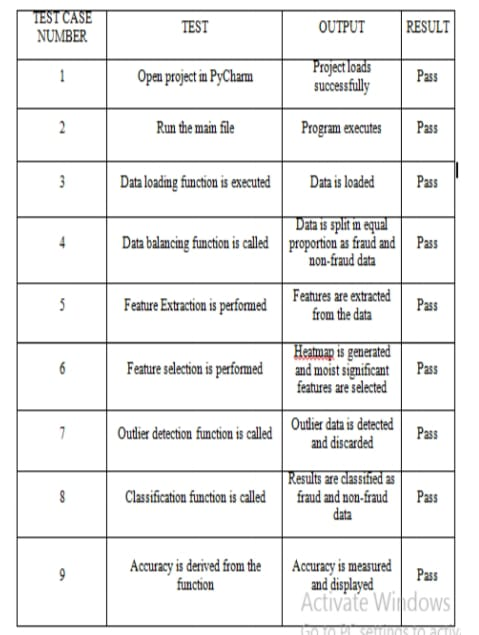 TEST CASE
NUMBER
TEST
OUTPUT
RESULT
1
Open project in PyCharm
Project loads
successfully
Pass
2
Run the main file
Program executes
Pass
3
Data loading function is executed
Data is loaded
Pass
4
Data balancing function is called
Data is split in equal
proportion as fraud and
non-fraud data
Pass
5
Feature Extraction is performed
Features are extracted
from the data
Pass
6
Feature selection is performed
Heatmap is generated
and moist significant
features are selected
Pass
7
Outlier detection function is called
Outlier data is detected
and discarded
Pass
8
Classification function is called
Results are classified as
fraud and non-fraud
data
Pass
9
Accuracy is derived from the
function
Accuracy is measured
and displayed
Pass
Activate Windows
Go to PC settings to activ